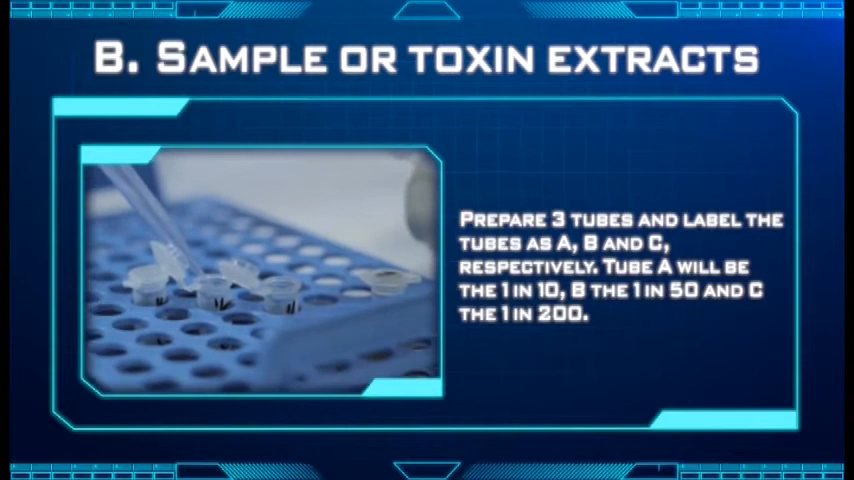 B. SAMPLE OR TOXIN EXTRACTS
PREPARE 3 TUBES AND LABEL THE
TUBES AS A, B AND C,
RESPECTIVELY. TUBE A WILL BE
THE 1 IN 10, B THE 1 IN 50 AND C
THE 1 IN 200.